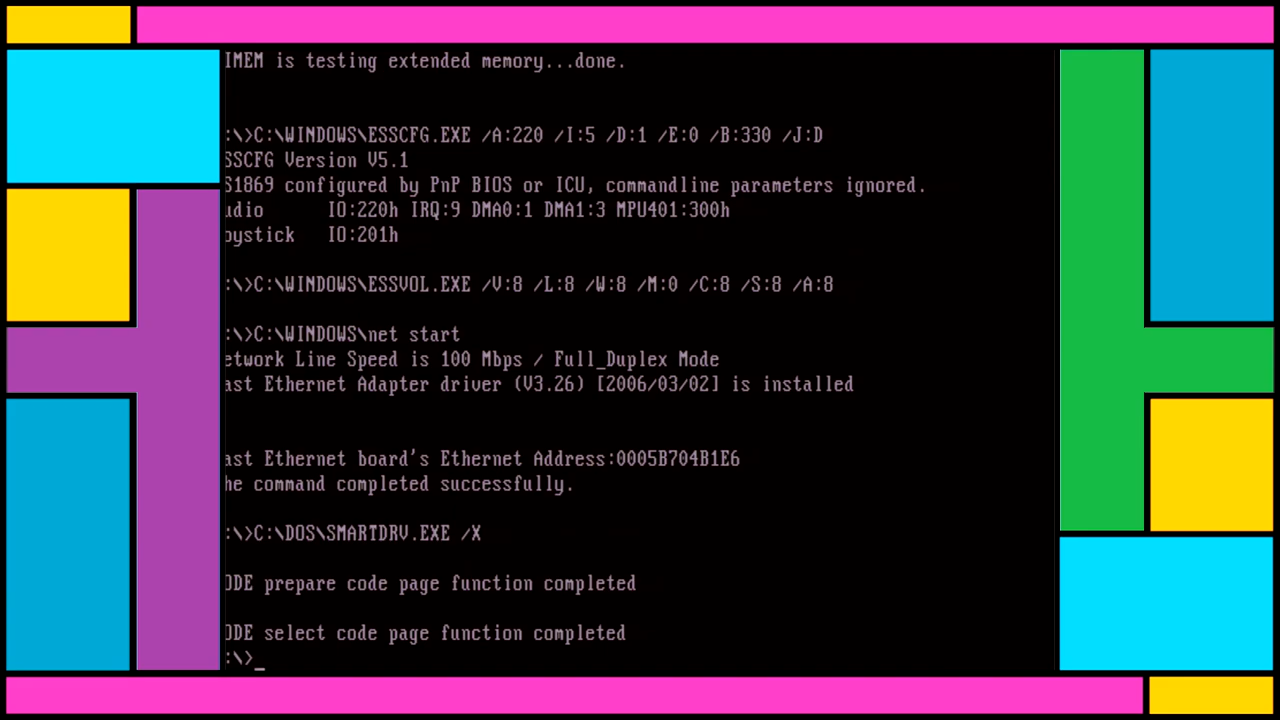 IMEM is testing extended memory...done.
:\>C:\WINDOWS\ESSCFG.EXE /A:220 /I:5 /D:1 /E:0 /B:330 /J:D
SSCFG Version V5.1
S1869 configured by PnP BIOS or ICU, commandline parameters ignored.
udio IO:220h IRQ:9 DMA0:1 DMA1:3 MPU401:300h
oystick IO:201h
:\>C:\WINDOWS\ESSVOL.EXE /V:8 /L:8 /W:8 /M:0 /C:8 /S:8 /A:8
:\>C:\WINDOWS\net start
etwork Line Speed is 100 Mbps / Full_Duplex Mode
ast Ethernet Adapter driver (V3.26) [2006/03/02] is installed
ast Ethernet board's Ethernet Address:0005B704B1E6
he command completed successfully.
:\>C:\DOS\SMARTDRV.EXE /X
ODE prepare code page function completed
ODE select code page function completed
:\>_